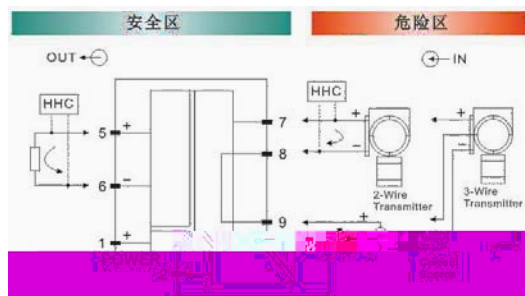 安全区
危险区
OUT
IN
HHC
HHC
+
5
-
6
1
+
7
8
9
+
-
+
-
+
2-Wire
Transmitter
3-Wire
Transmitter
POWER